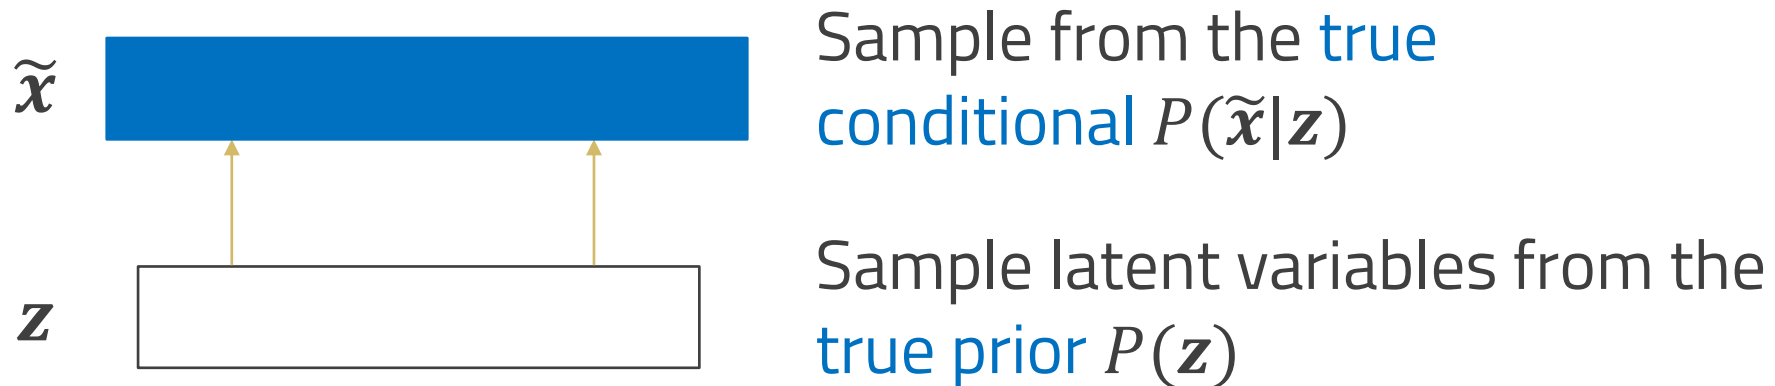 x̃
Sample from the true
conditional P(x̃|z)
z
Sample latent variables from the
true prior P(z)